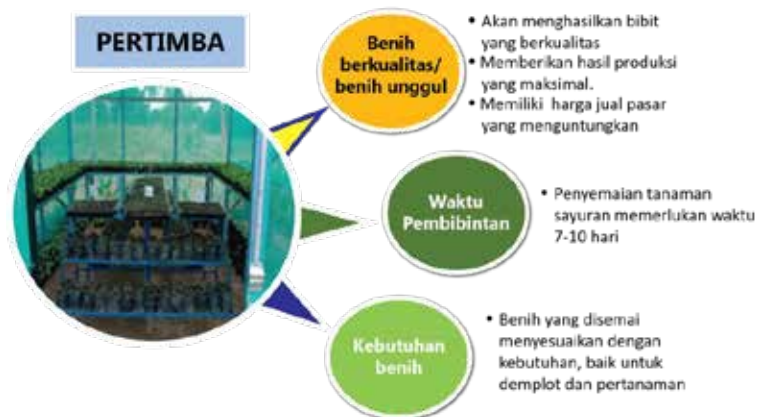 PERTIMBA
Benih
berkualitas/
benih unggul
• Akan menghasilkan bibit
yang berkualitas
• Memberikan hasil produksi
yang maksimal.
• Memiliki harga jual pasar
yang menguntungkan
Waktu
Pembibintan
• Penyemaian tanaman
sayuran memerlukan waktu
7-10 hari
Kebutuhan
benih
• Benih yang disemai
menyesuaikan dengan
kebutuhan, baik untuk
demplot dan pertanaman